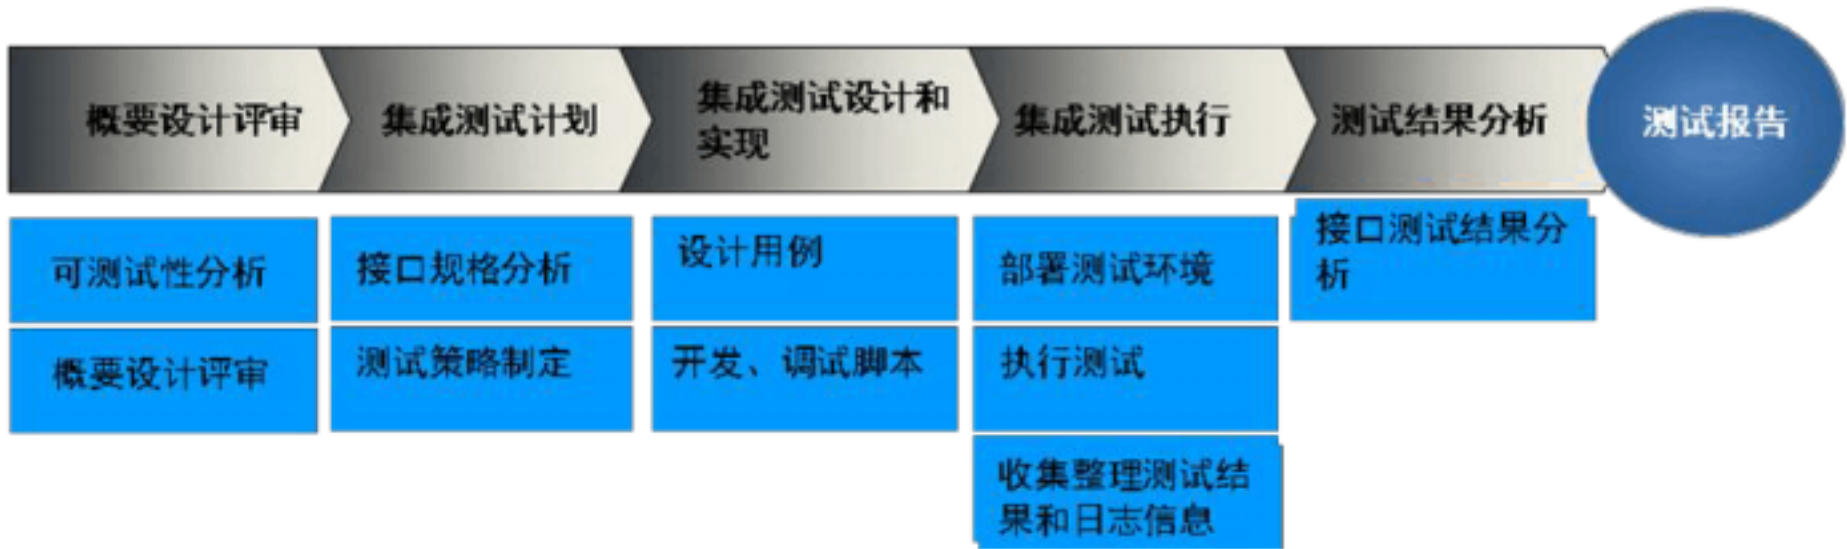 概要设计评审
集成测试计划
集成测试设计和
实现
集成测试执行
测试结果分析
测试报告
可测试性分析
接口规格分析
设计用例
部署测试环境
接口测试结果分
析
概要设计评审
测试策略制定
开发、调试脚本
执行测试
收集整理测试结
果和日志信息